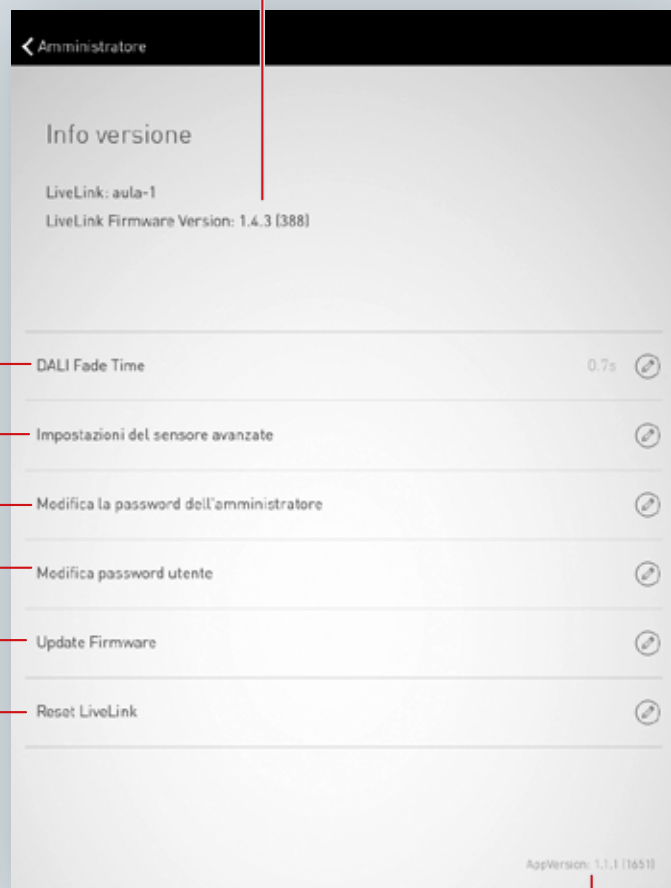 Amministratore
Info versione
LiveLink: aula-1
LiveLink Firmware Version: 1.4.3 (388)
DALI Fade Time 0.7s
Impostazioni del sensore avanzate
Modifica la password dell'amministratore
Modifica password utente
Update Firmware
Reset LiveLink
AppVersion: 1.1.1 (1651)